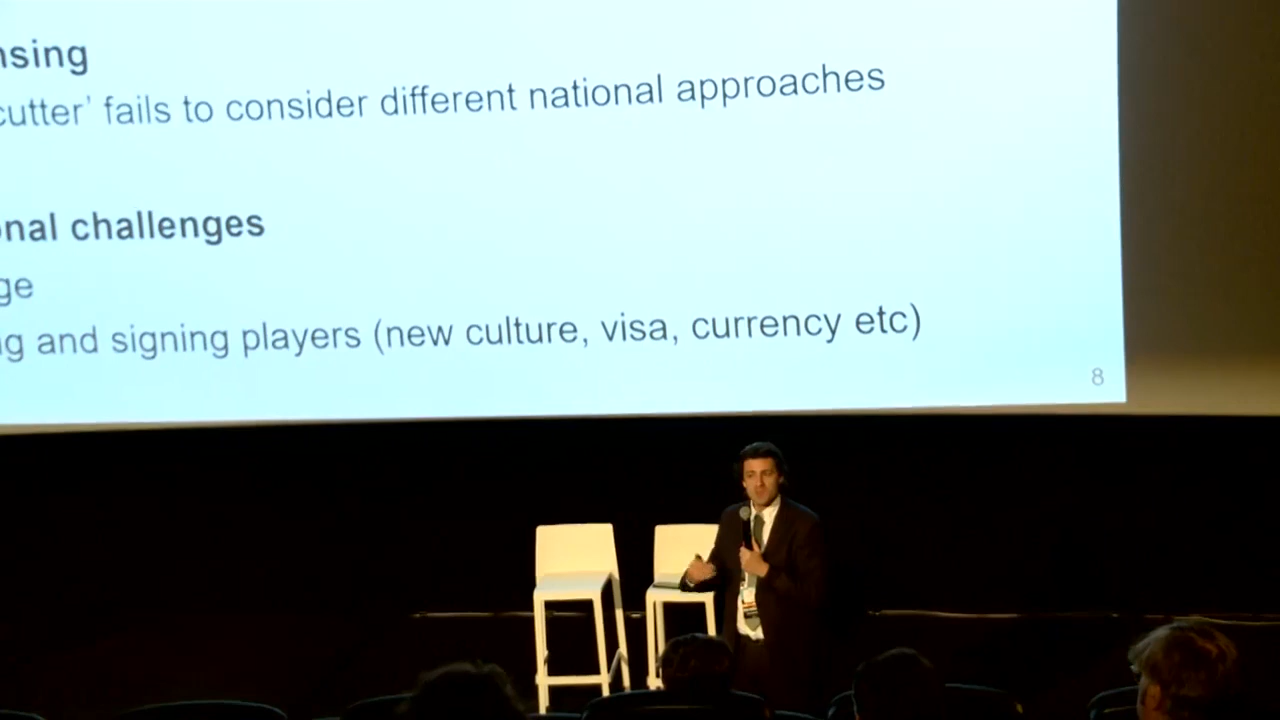 nsing
cutter' fails to consider different national approaches
onal challenges
ge
ng and signing players (new culture, visa, currency etc)
8